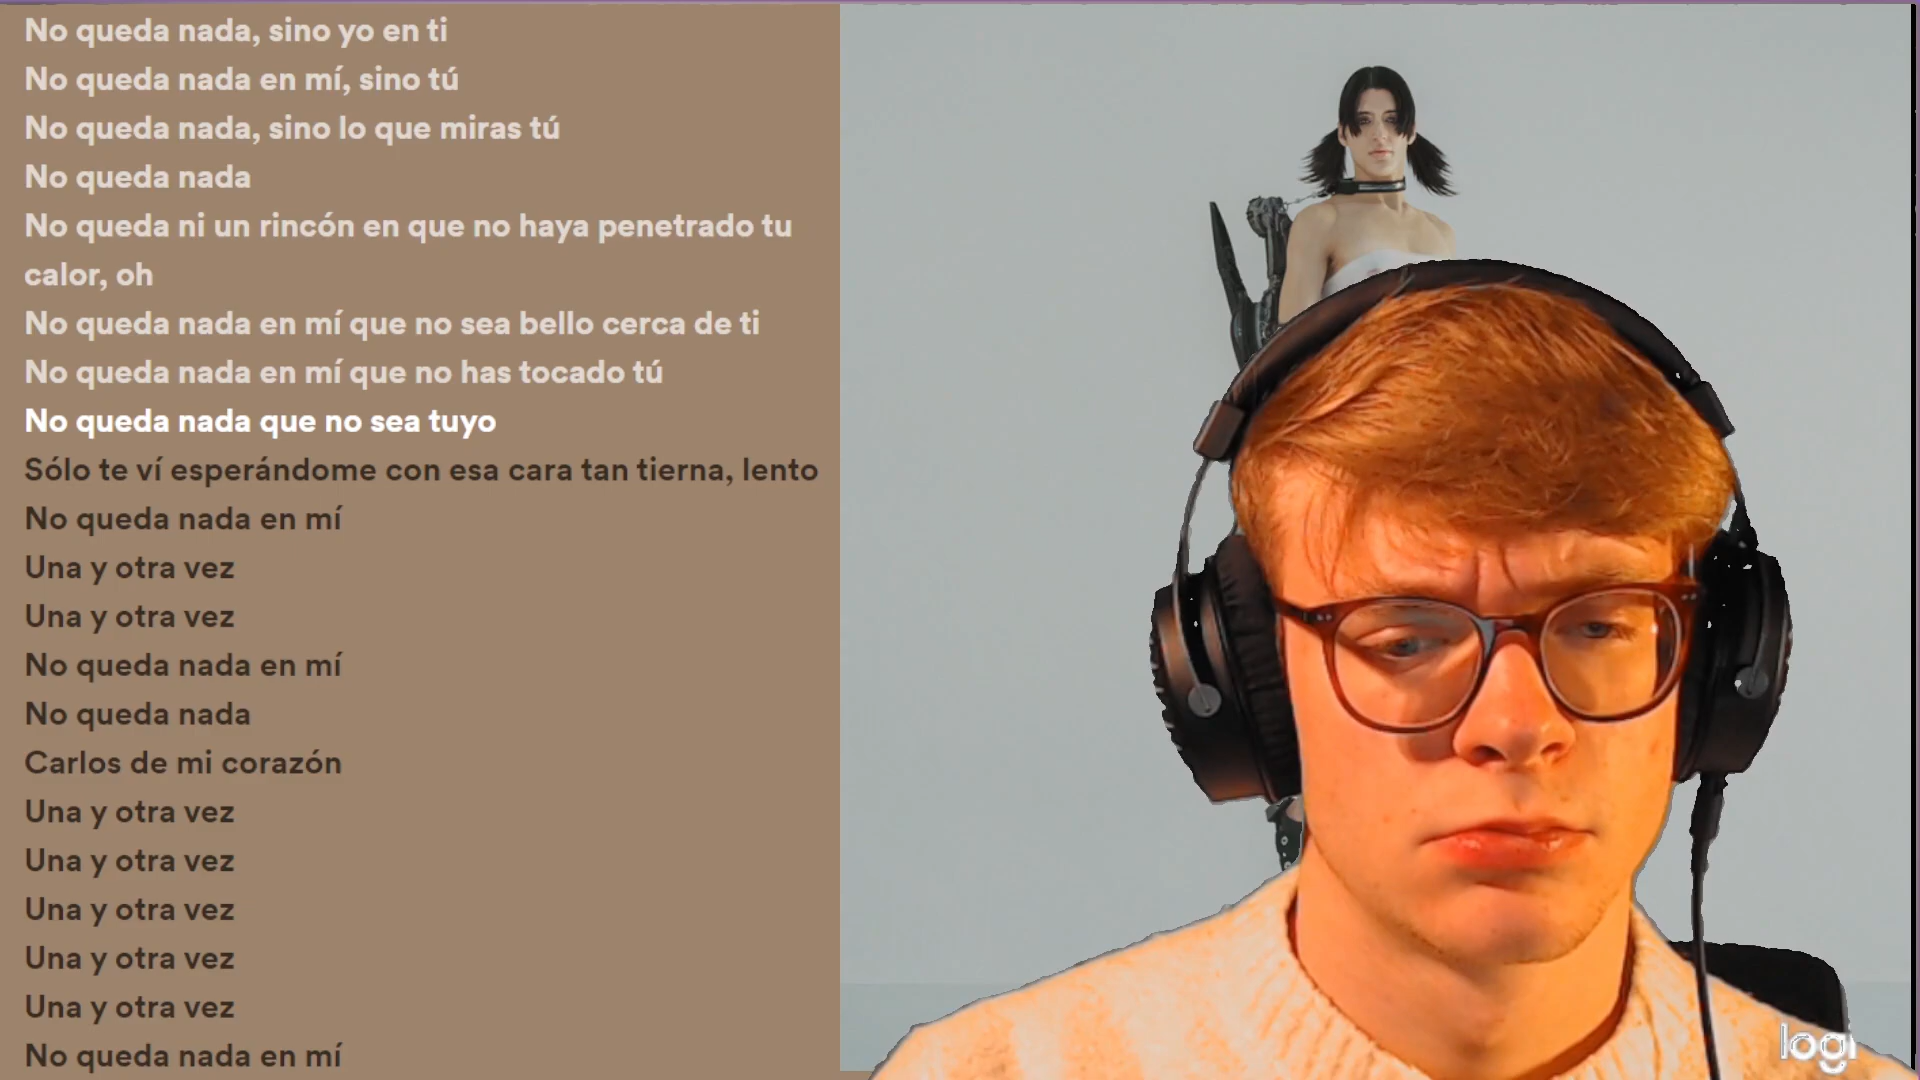 No queda nada, sino yo en ti
No queda nada en mí, sino tú
No queda nada, sino lo que miras tú
No queda nada
No queda ni un rincón en que no haya penetrado tu
calor, oh
No queda nada en mí que no sea bello cerca de ti
No queda nada en mí que no has tocado tú
No queda nada que no sea tuyo
Sólo te ví esperándome con esa cara tan tierna, lento
No queda nada en mí
Una y otra vez
Una y otra vez
No queda nada en mí
No queda nada
Carlos de mi corazón
Una y otra vez
Una y otra vez
Una y otra vez
Una y otra vez
Una y otra vez
No queda nada en mí
logi